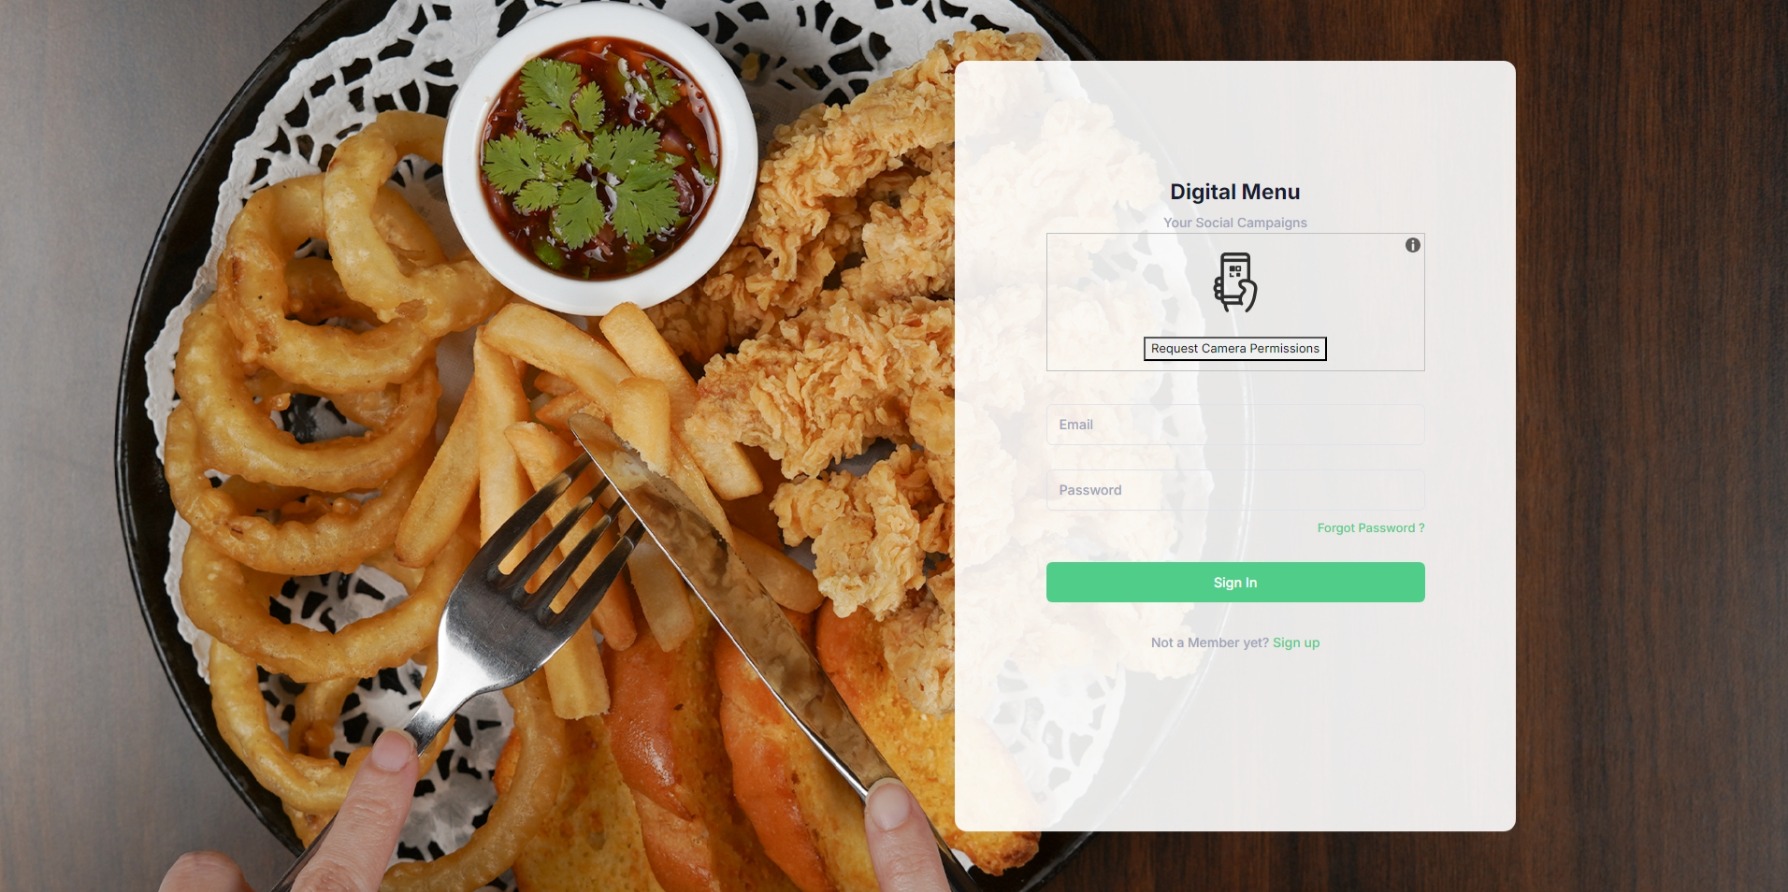 Digital Menu
Your Social Campaigns
Request Camera Permissions
Email
Password
Forgot Password ?
Sign In
Not a Member yet? Sign up